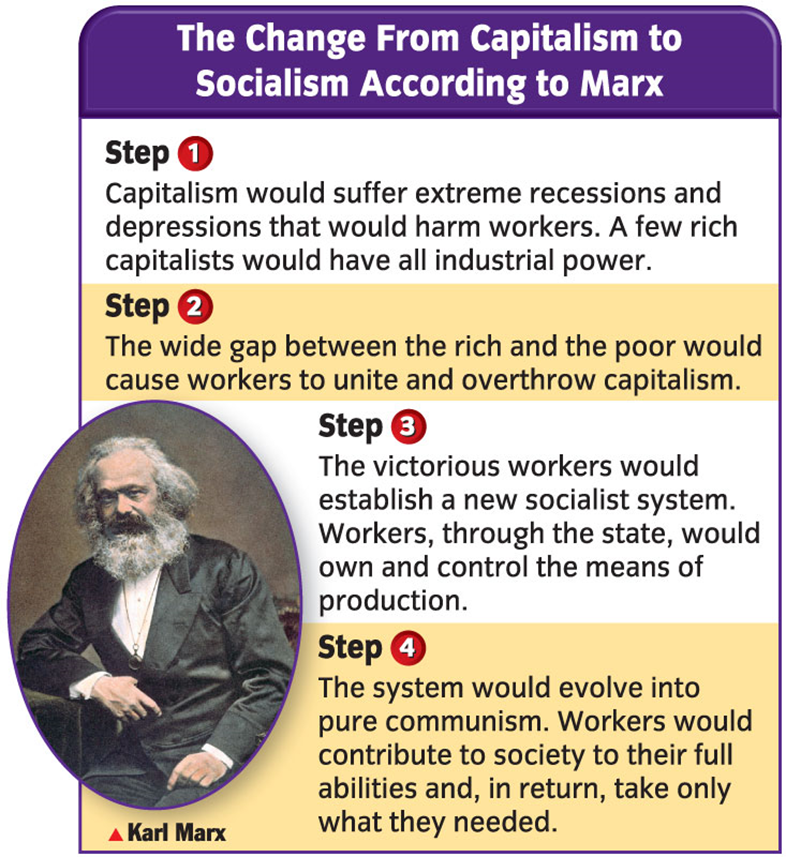 The Change From Capitalism to
Socialism According to Marx
Step 1
Capitalism would suffer extreme recessions and
depressions that would harm workers. A few rich
capitalists would have all industrial power.
Step 2
The wide gap between the rich and the poor would
cause workers to unite and overthrow capitalism.
Step 3
The victorious workers would
establish a new socialist system.
Workers, through the state, would
own and control the means of
production.
Step 4
The system would evolve into
pure communism. Workers would
contribute to society to their full
abilities and, in return, take only
what they needed.
▲ Karl Marx